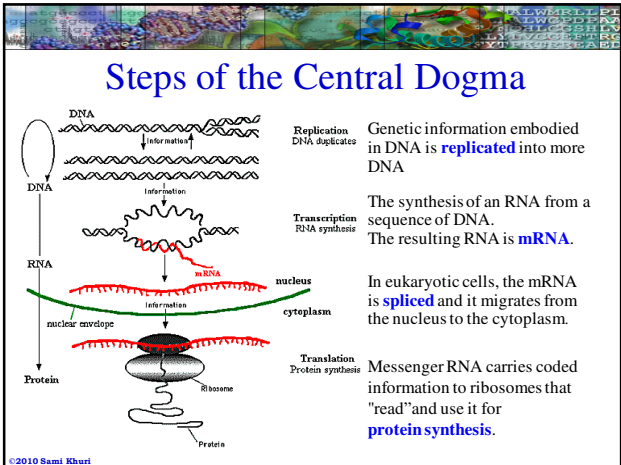 ALWMRLLPL
LWGPDPAA
Steps of the Central Dogma
DNA
Information
Replication
DNA duplicates
Genetic information embodied
in DNA is replicated into more
DNA
DNA
Information
Transcription
RNA synthesis
The synthesis of an RNA from a
sequence of DNA.
The resulting RNA is mRNA.
mRNA
RNA
nucleus
Information
cytoplasm
nuclear envelope
In eukaryotic cells, the mRNA
is spliced and it migrates from
the nucleus to the cytoplasm.
Translation
Protein synthesis
Messenger RNA carries coded
information to ribosomes that
"read”and use it for
protein synthesis.
Protein
Ribosome
Protein
©2010 Sami Khuri